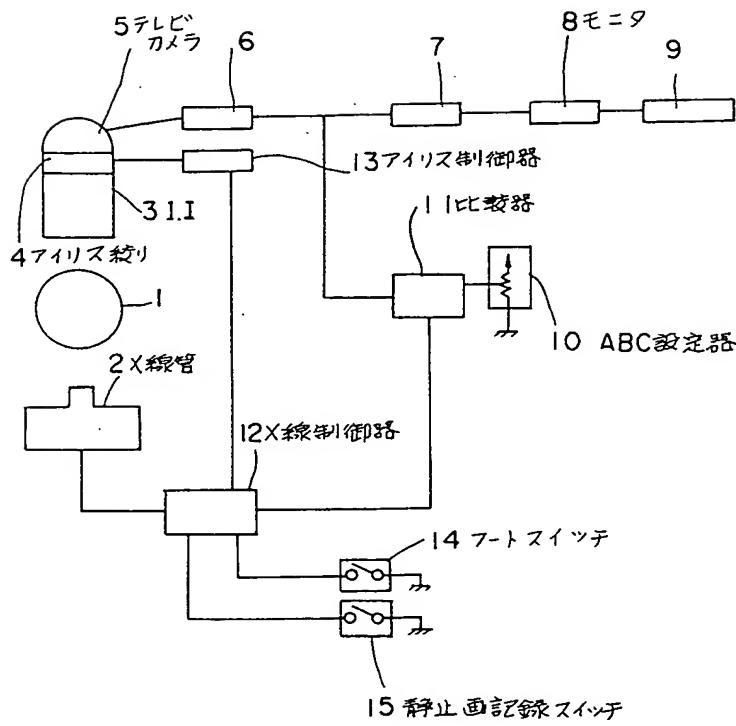 5テレビ
カメラ
6
7
8モニタ
9
13アイリス制御器
3 I.I
4アイリス絞り
11比較器
1
10 ABC設定器
2X線管
12X線制御器
14 フートスイッチ
15 静止画記録スイッチ